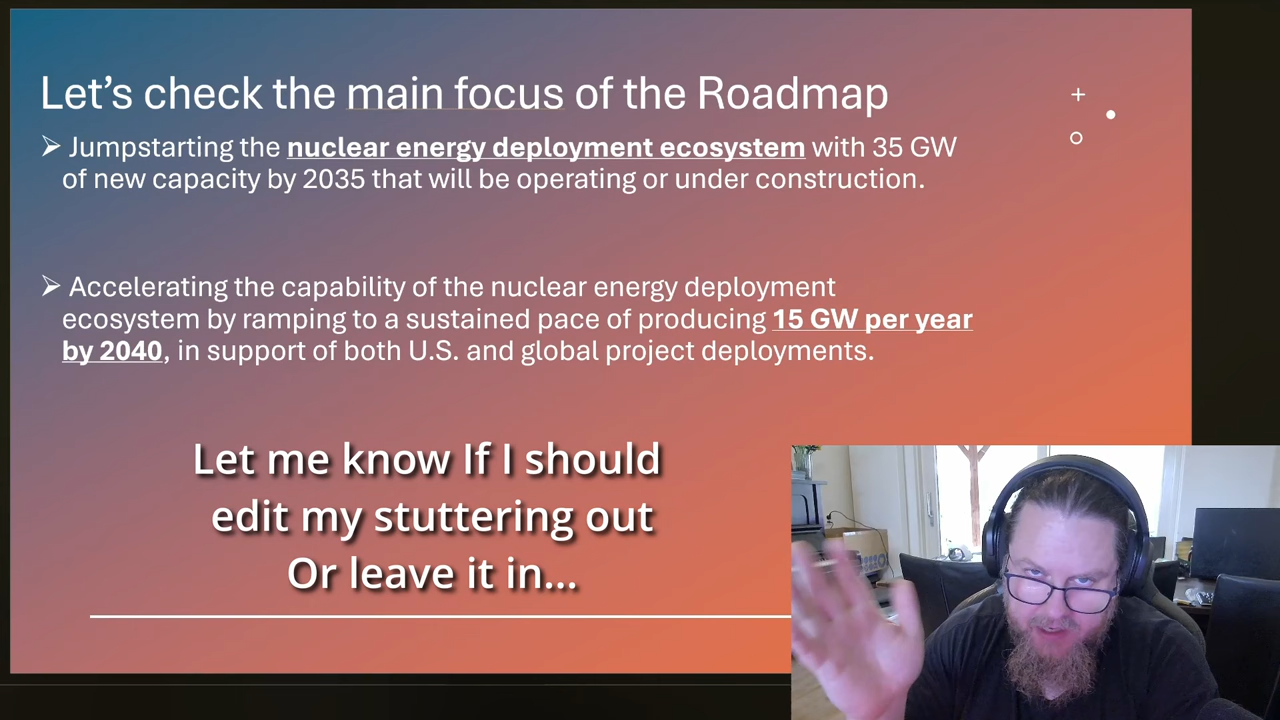 Let’s check the main focus of the Roadmap
➢ Jumpstarting the nuclear energy deployment ecosystem with 35 GW
of new capacity by 2035 that will be operating or under construction.
➢ Accelerating the capability of the nuclear energy deployment
ecosystem by ramping to a sustained pace of producing 15 GW per year
by 2040, in support of both U.S. and global project deployments.
Let me know If I should
edit my stuttering out
Or leave it in...